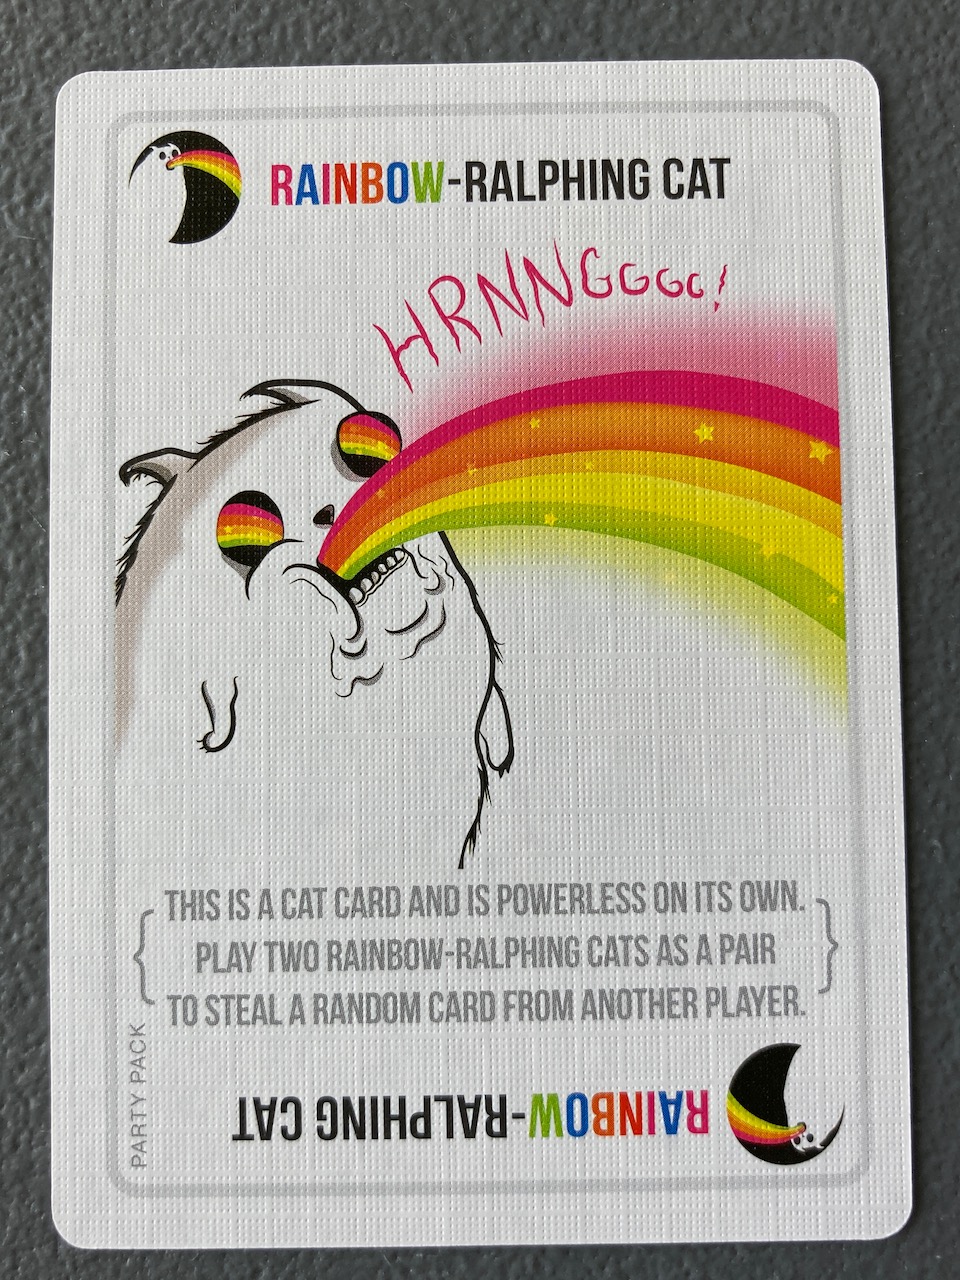 RAINBOW-RALPHING CAT
HRNNGGGGG!
THIS IS A CAT CARD AND IS POWERLESS ON ITS OWN.
PLAY TWO RAINBOW-RALPHING CATS AS A PAIR
TO STEAL A RANDOM CARD FROM ANOTHER PLAYER.
PARTY PACK
RAINBOW-RALPHING CAT